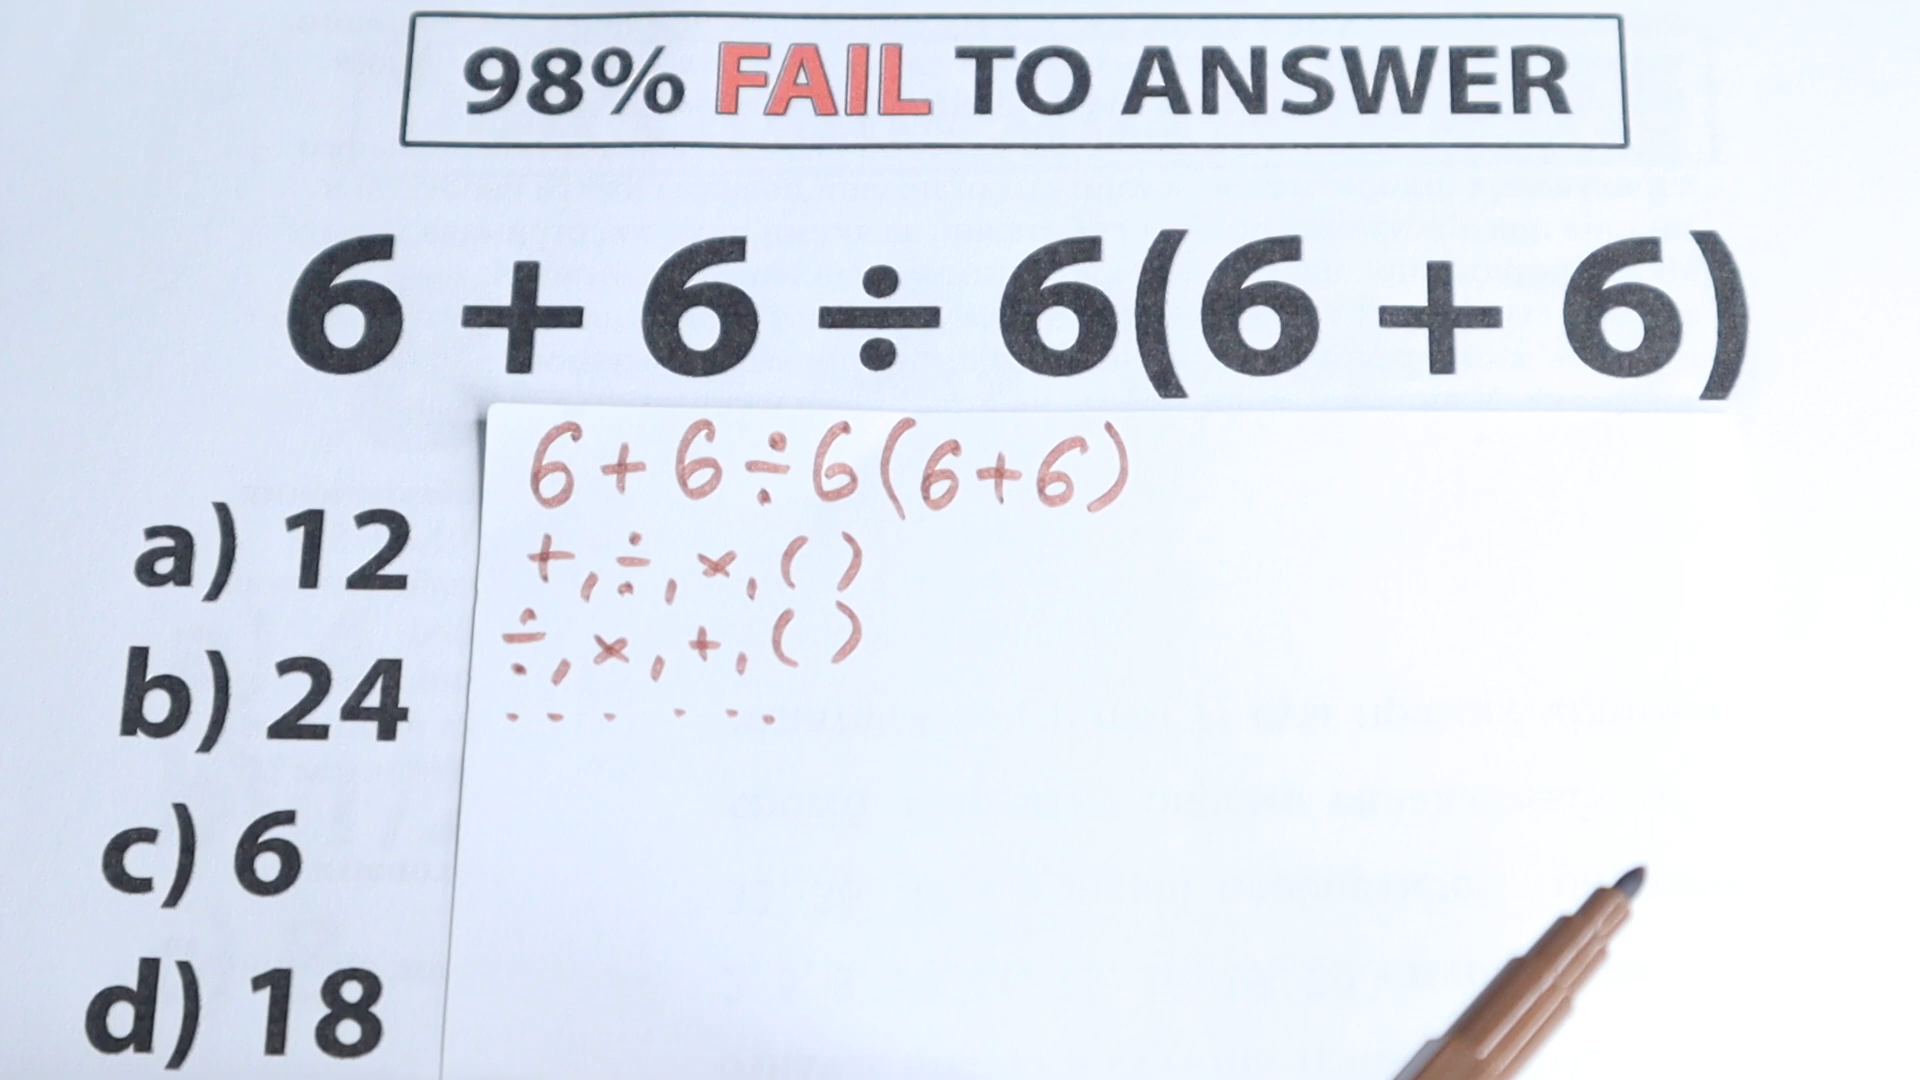 98% FAIL TO ANSWER
6 + 6 ÷ 6(6 + 6)
6 + 6 ÷ 6 (6 + 6)
+, ÷, ×, ( )
÷, ×, +, ( )
......
a) 12
b) 24
c) 6
d) 18